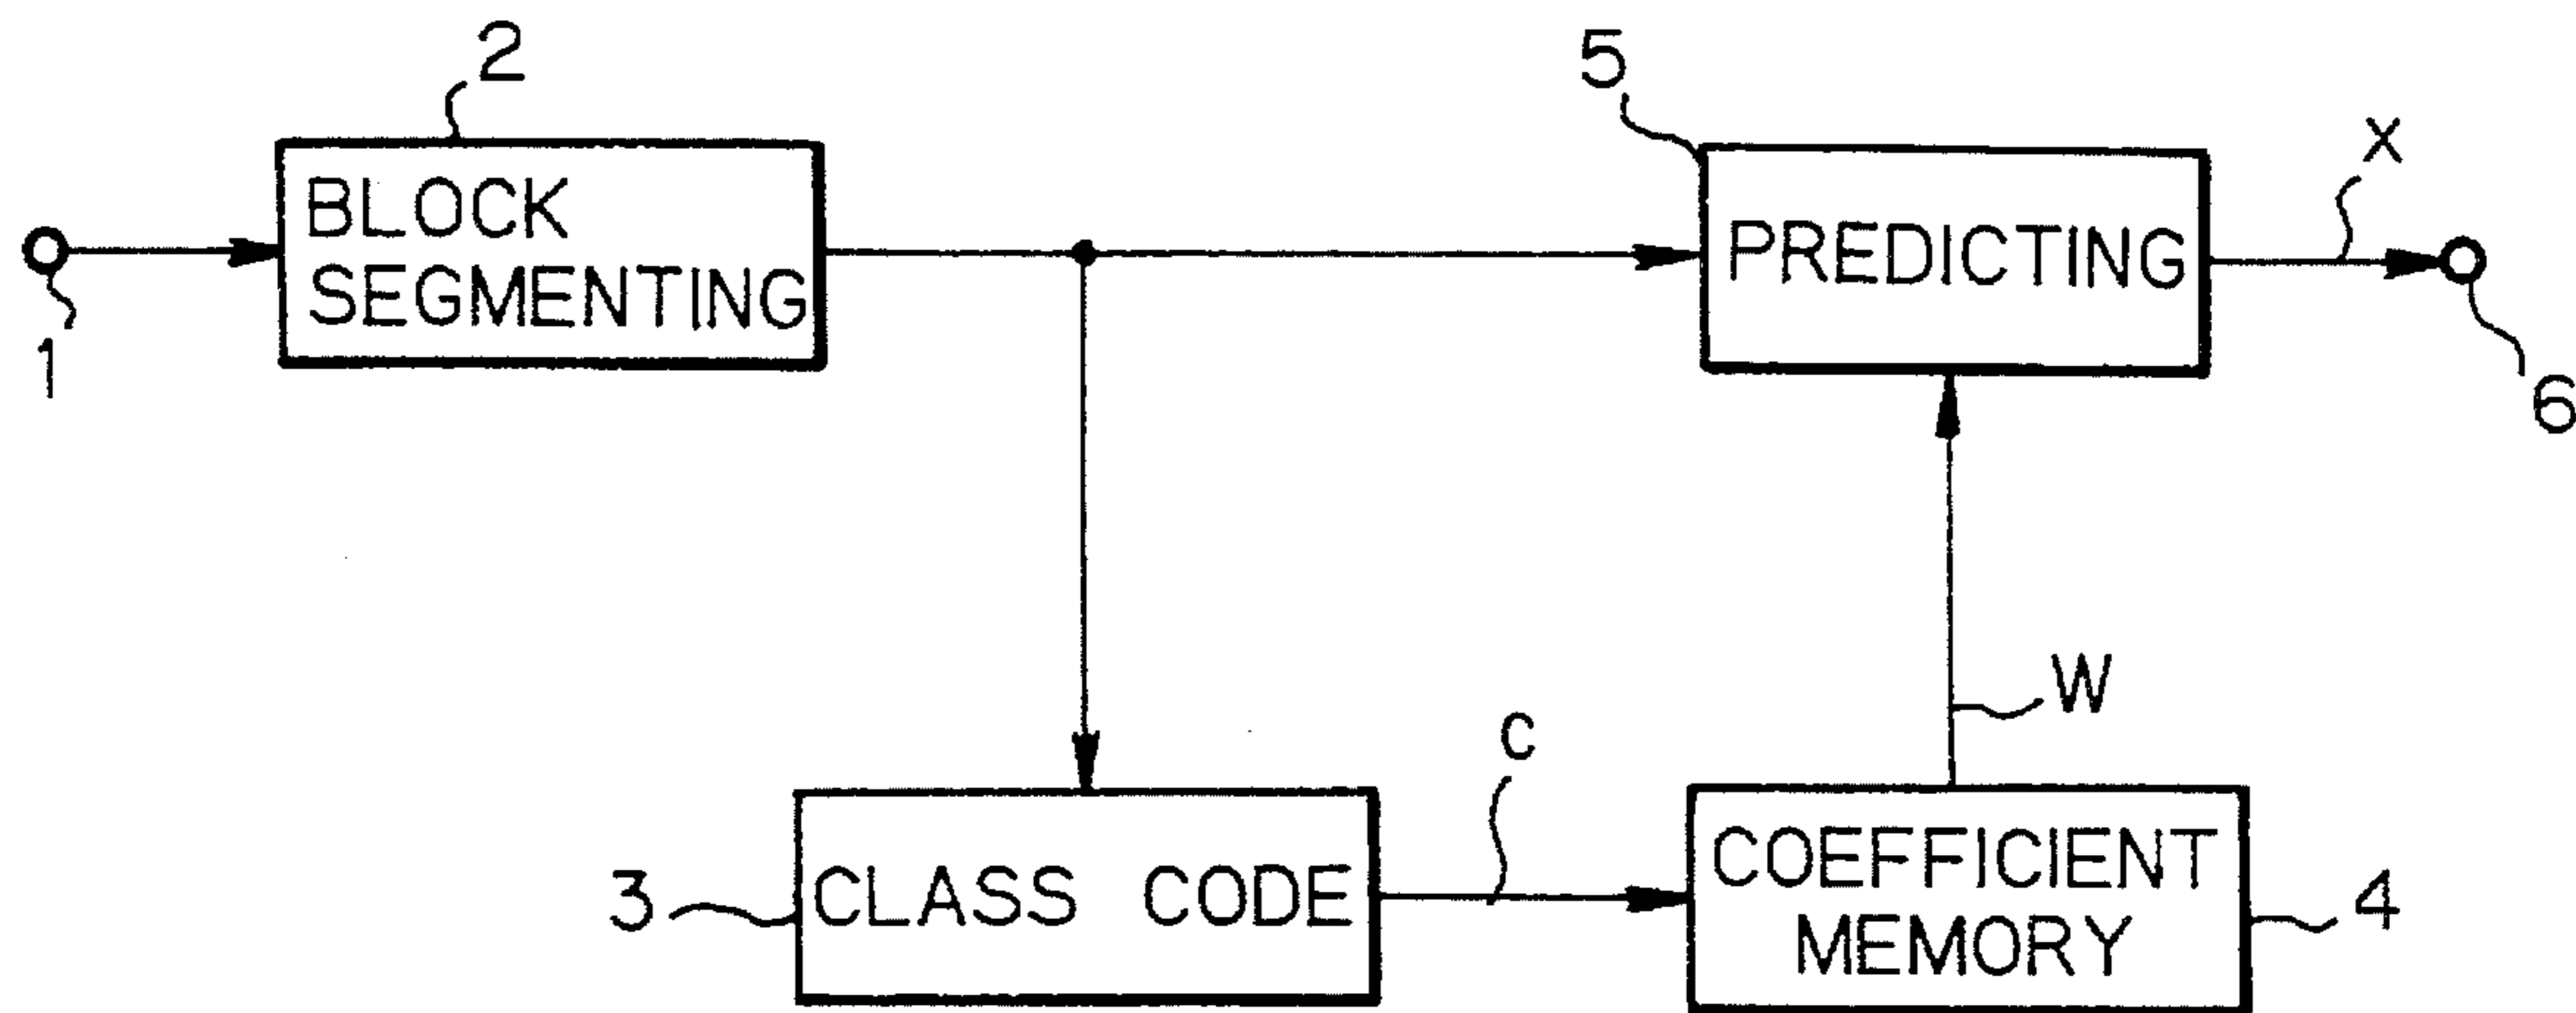 2
5
X
BLOCK
SEGMENTING
PREDICTING
1
6
W
C
3
CLASS CODE
COEFFICIENT
MEMORY
4